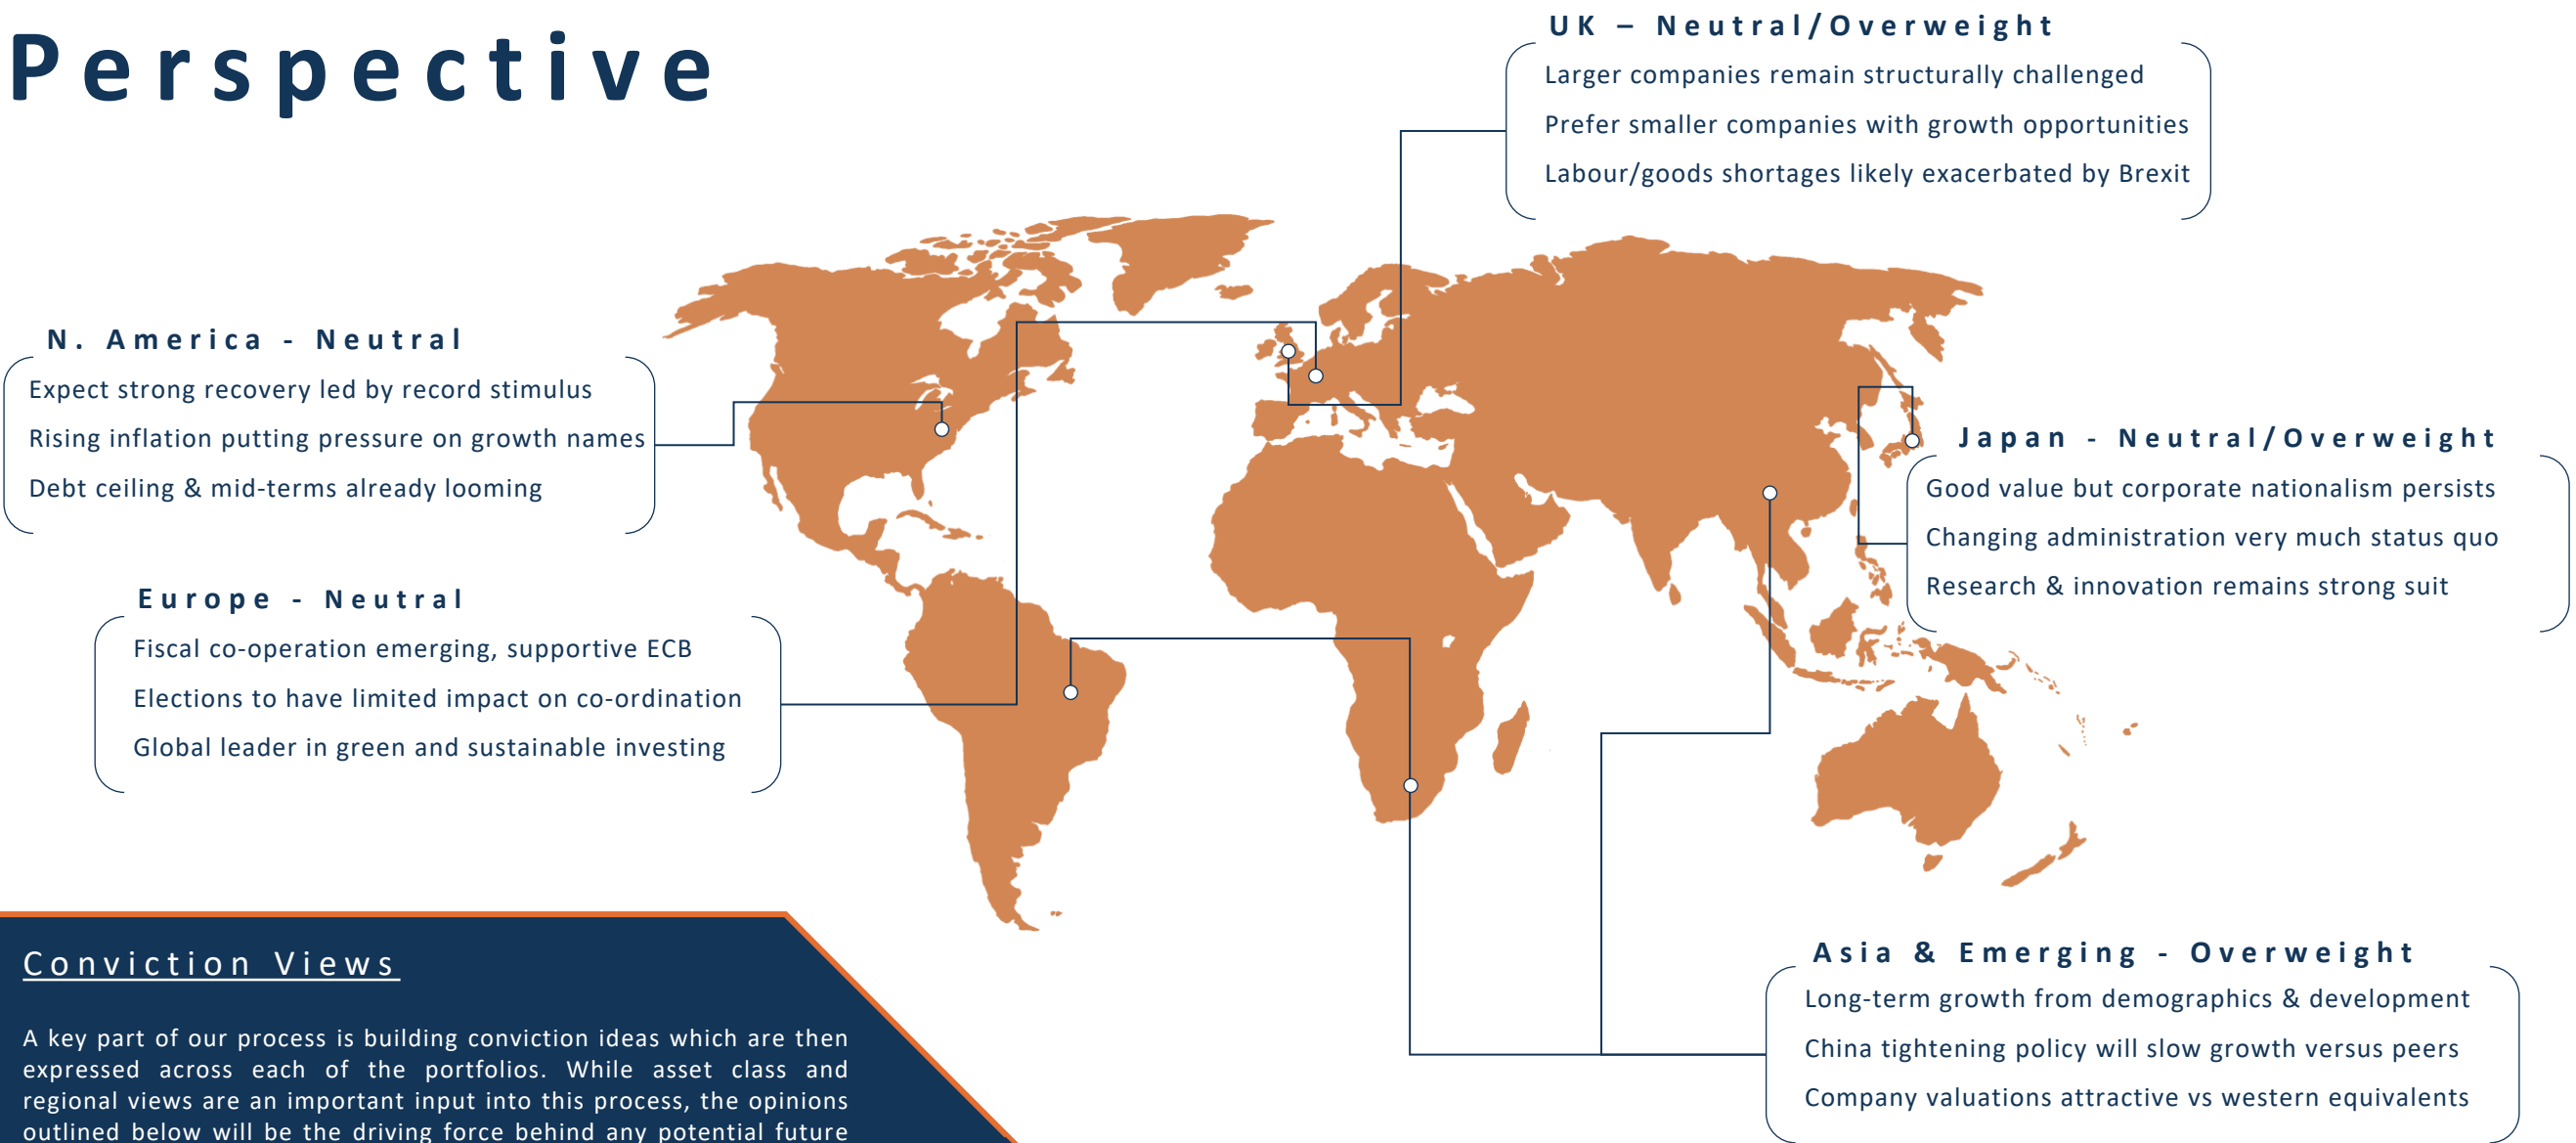 Perspective
UK – Neutral/Overweight
Larger companies remain structurally challenged
Prefer smaller companies with growth opportunities
Labour/goods shortages likely exacerbated by Brexit
N. America - Neutral
Expect strong recovery led by record stimulus
Rising inflation putting pressure on growth names
Debt ceiling & mid-terms already looming
Japan - Neutral/Overweight
Good value but corporate nationalism persists
Changing administration very much status quo
Research & innovation remains strong suit
Europe - Neutral
Fiscal co-operation emerging, supportive ECB
Elections to have limited impact on co-ordination
Global leader in green and sustainable investing
Asia & Emerging - Overweight
Long-term growth from demographics & development
China tightening policy will slow growth versus peers
Company valuations attractive vs western equivalents
Conviction Views
A key part of our process is building conviction ideas which are then
expressed across each of the portfolios. While asset class and
regional views are an important input into this process, the opinions
outlined below will be the driving force behind any potential future